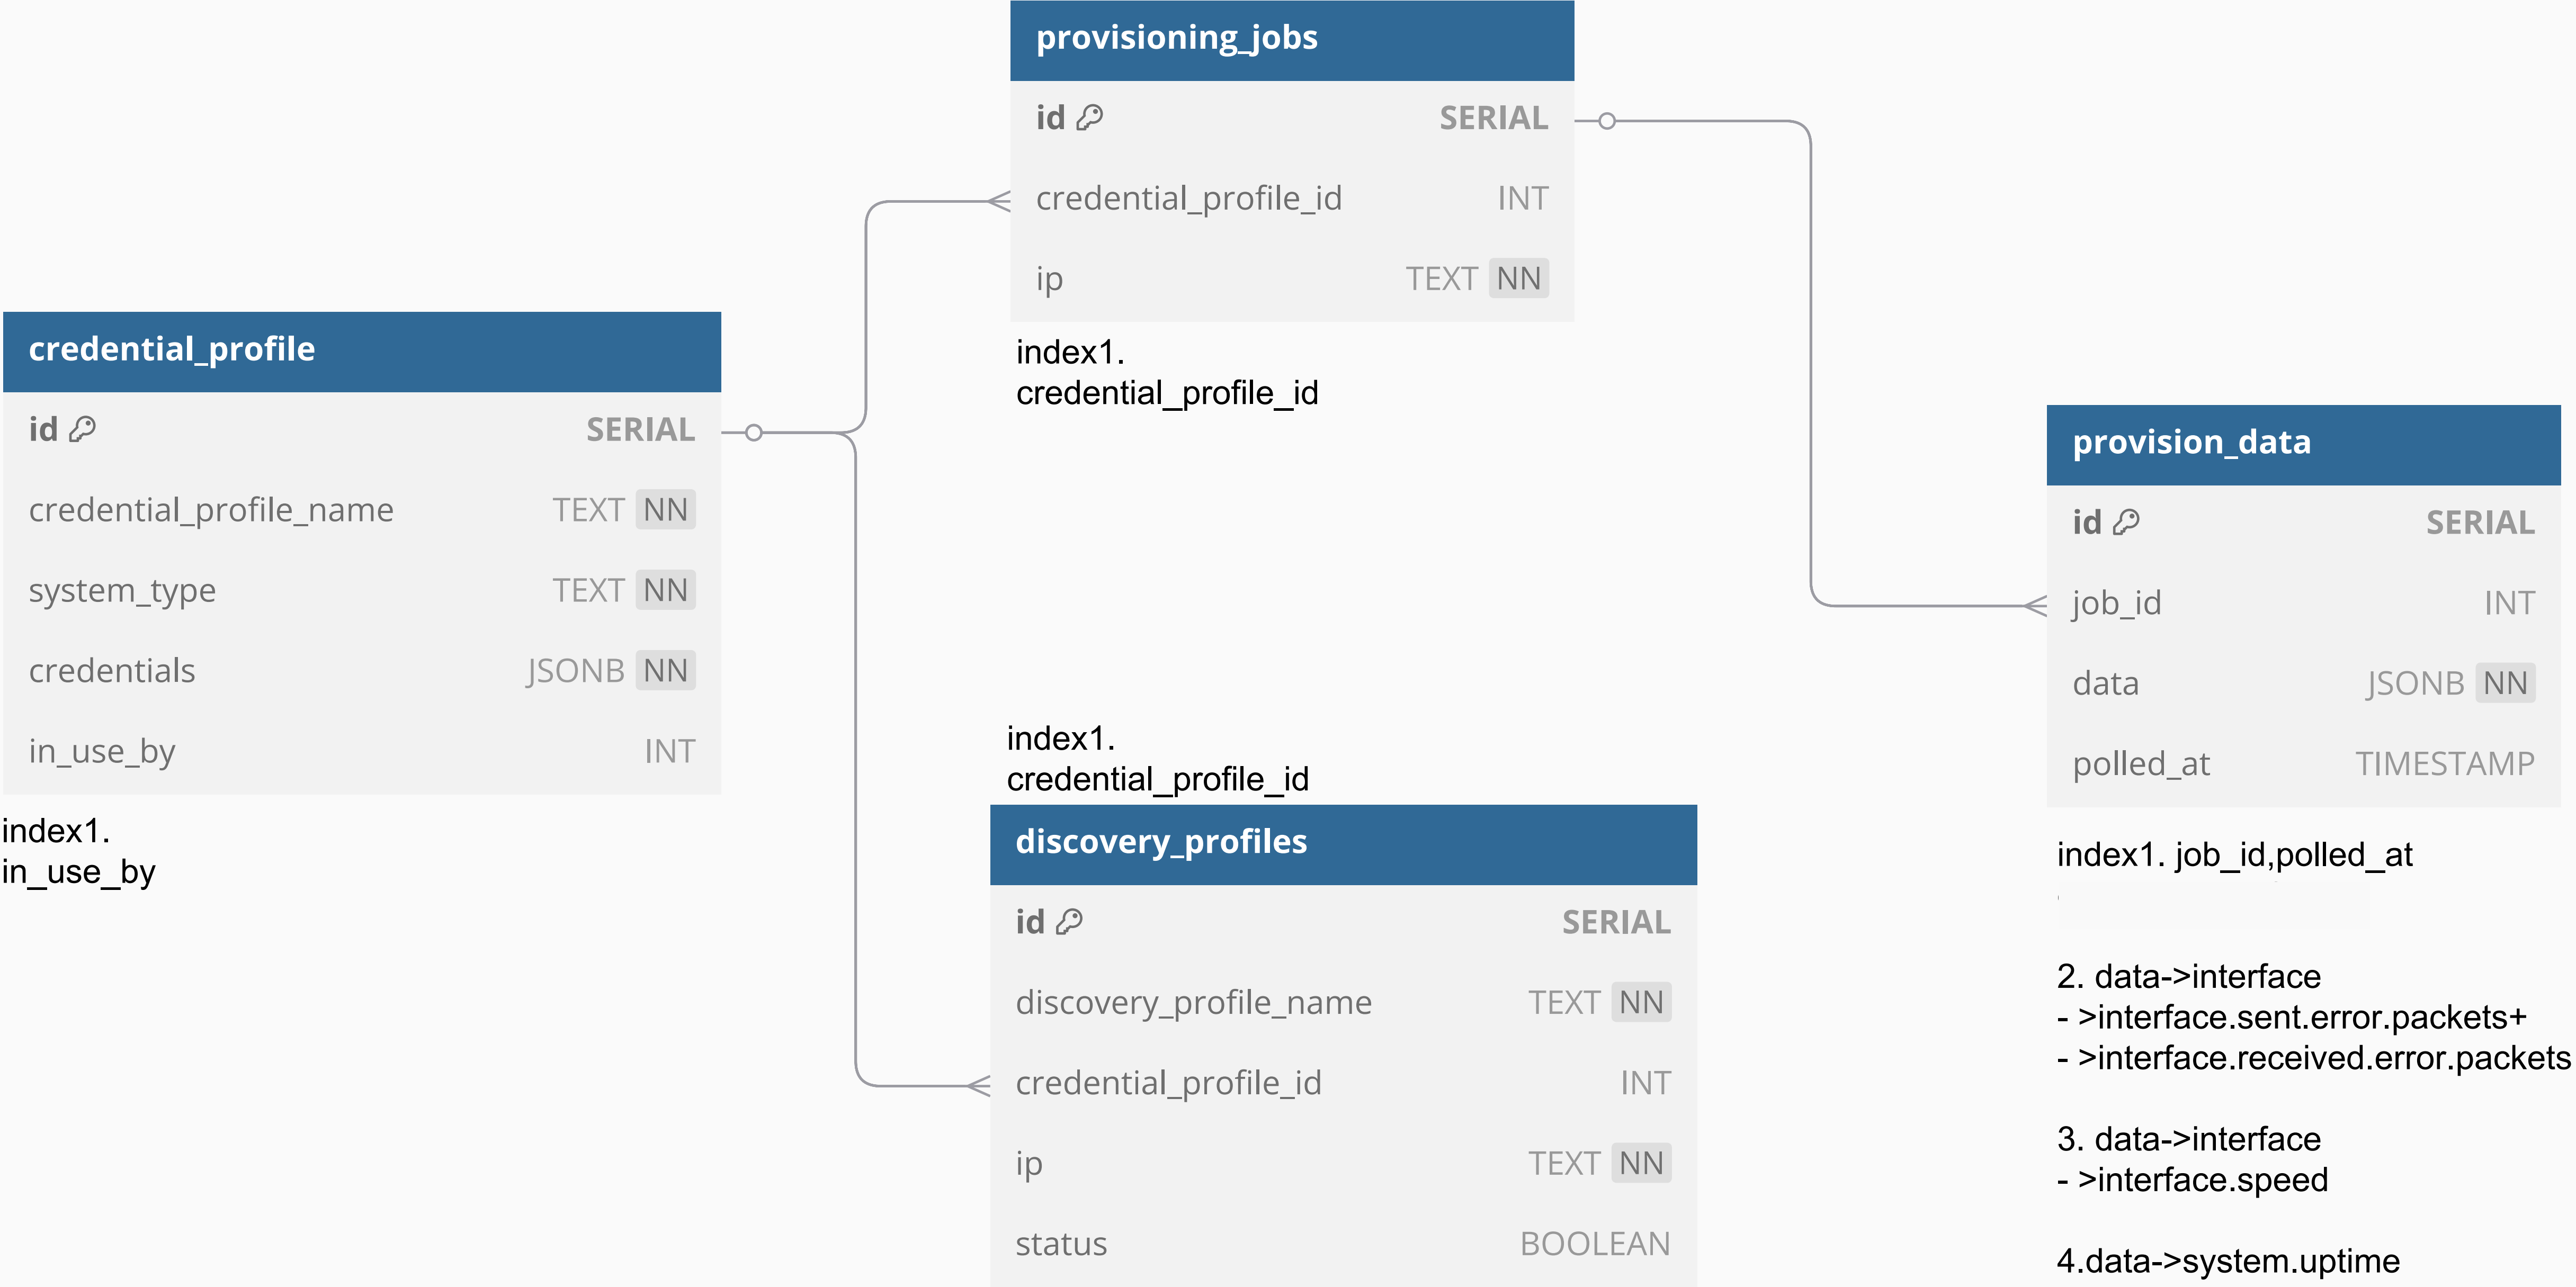 provisioning_jobs
id SERIAL
credential_profile_id INT
ip TEXT NN
index1.
credential_profile_id
credential_profile
id SERIAL
credential_profile_name TEXT NN
system_type TEXT NN
credentials JSONB NN
in_use_by INT
index1.
in_use_by
index1.
credential_profile_id
discovery_profiles
id SERIAL
discovery_profile_name TEXT NN
credential_profile_id INT
ip TEXT NN
status BOOLEAN
provision_data
id SERIAL
job_id INT
data JSONB NN
polled_at TIMESTAMP
index1. job_id,polled_at
2. data->interface
- >interface.sent.error.packets+
- >interface.received.error.packets
3. data->interface
- >interface.speed
4.data->system.uptime